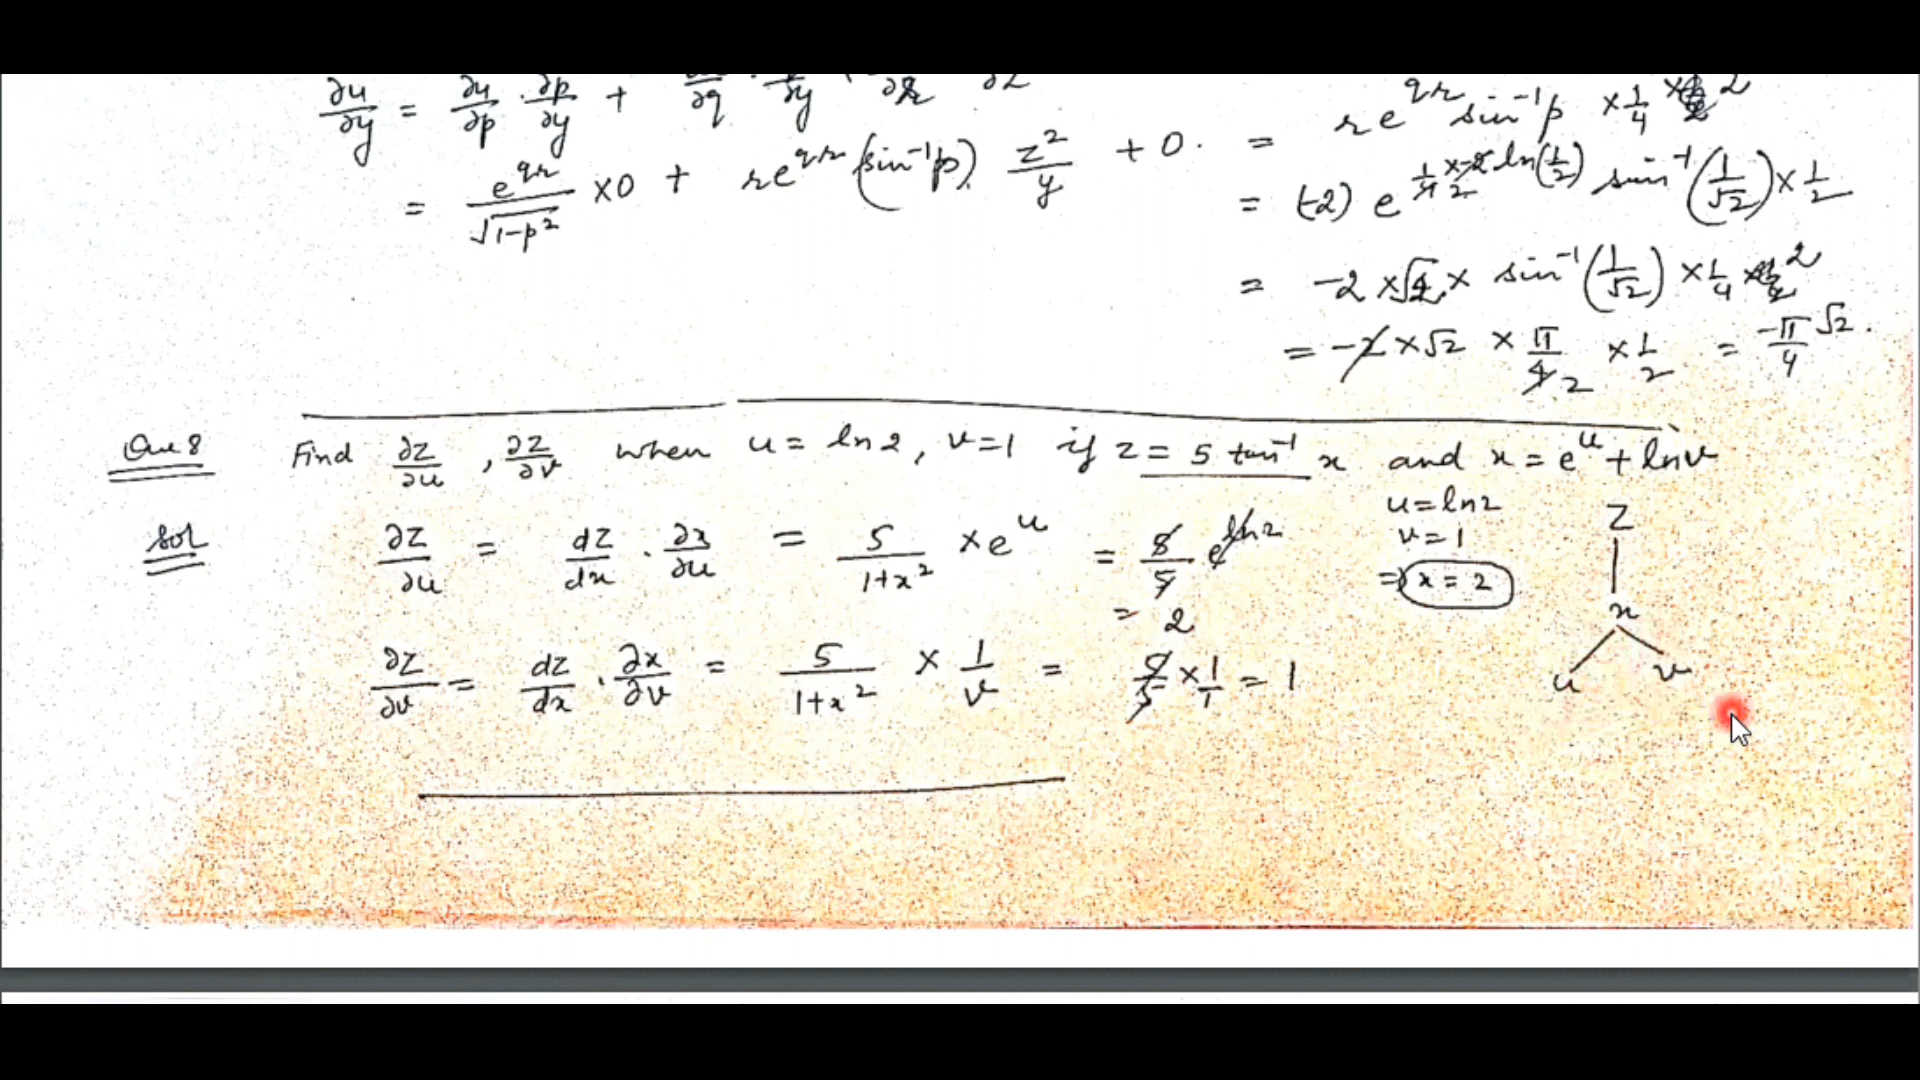 ∂u/∂y = ∂u/∂p · ∂p/∂y +
= e^{qr}/√(1-p²) × 0 + r e^{qr} (sin⁻¹p) z²/y + 0.
= r e^{qr} sin⁻¹p × 1/4 × 2
= (-2) e ln(1/2) sin⁻¹(1/√2) × 1/2
= -2 × × sin⁻¹(1/√2) × 1/4 × 2
= -2 × √2 × π/4 2 × 1/2 = -π/4 √2.
Que 8 Find ∂z/∂u, ∂z/∂v when u = ln 2, v = 1 if z = 5 tan⁻¹ x and x = e^u + ln v
Sol ∂z/∂u = dz/dx · ∂x/∂u = 5/(1+x²) × e^u = 5/5 e^{ln 2}
= 2
∂z/∂v = dz/dx · ∂x/∂v = 5/(1+x²) × 1/v = 5/5 × 1/1 = 1
u = ln 2
v = 1
⇒ x = 2
z
x
u v